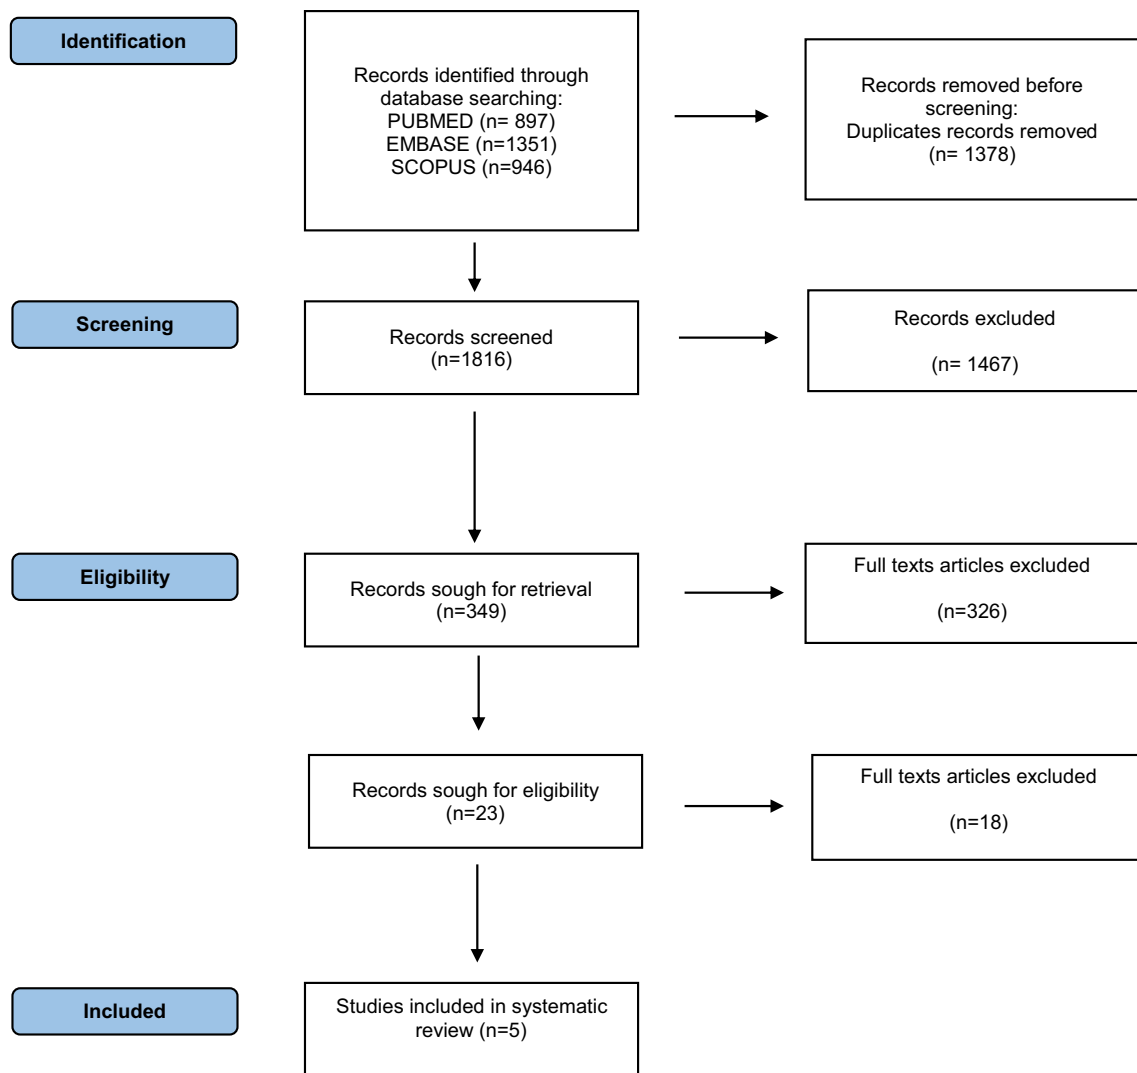 Identification
Records identified through
database searching:
PUBMED (n= 897)
EMBASE (n=1351)
SCOPUS (n=946)
Records removed before
screening:
Duplicates records removed
(n= 1378)
Screening
Records screened
(n=1816)
Records excluded
(n= 1467)
Eligibility
Records sough for retrieval
(n=349)
Full texts articles excluded
(n=326)
Records sough for eligibility
(n=23)
Full texts articles excluded
(n=18)
Included
Studies included in systematic
review (n=5)